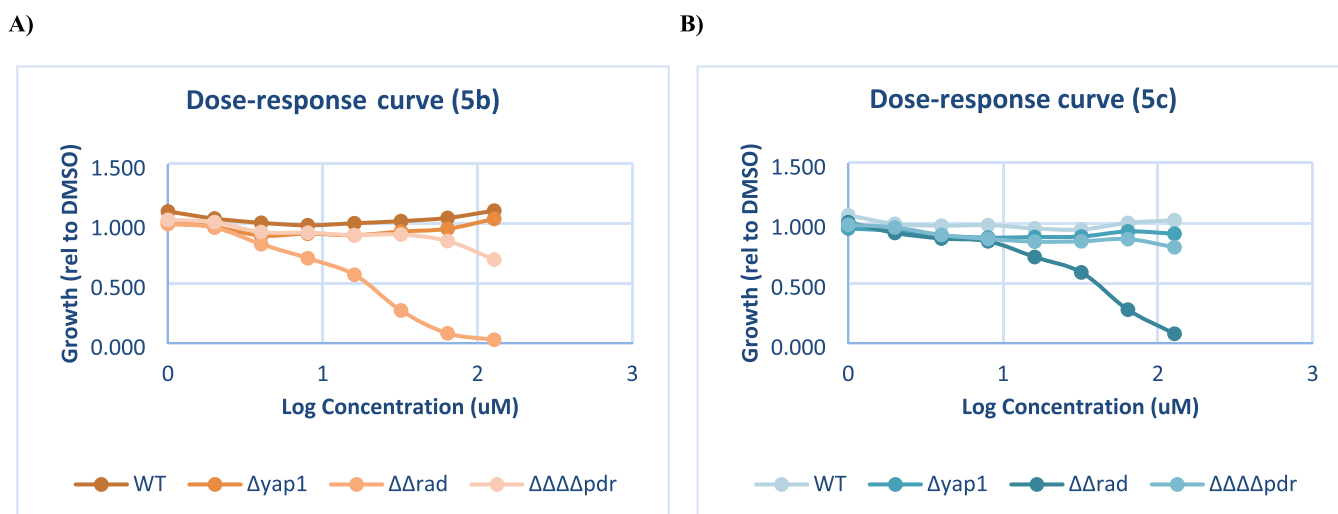 A)
B)
Dose-response curve (5b)
Growth (rel to DMSO)
1.500
1.000
0.500
0.000
0 1 2 3
Log Concentration (uM)
WT Δyap1 ΔΔrad ΔΔΔΔpdr
Dose-response curve (5c)
Growth (rel to DMSO)
1.500
1.000
0.500
0.000
0 1 2 3
Log Concentration (uM)
WT Δyap1 ΔΔrad ΔΔΔΔpdr